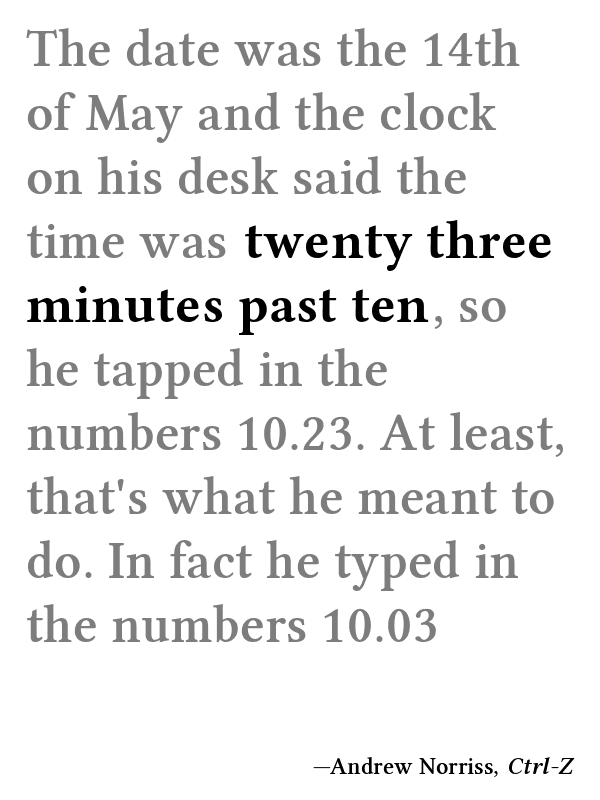 The date was the 14th
of May and the clock
on his desk said the
time was twenty three
minutes past ten, so
he tapped in the
numbers 10.23. At least,
that's what he meant to
do. In fact he typed in
the numbers 10.03
—Andrew Norriss, Ctrl-Z